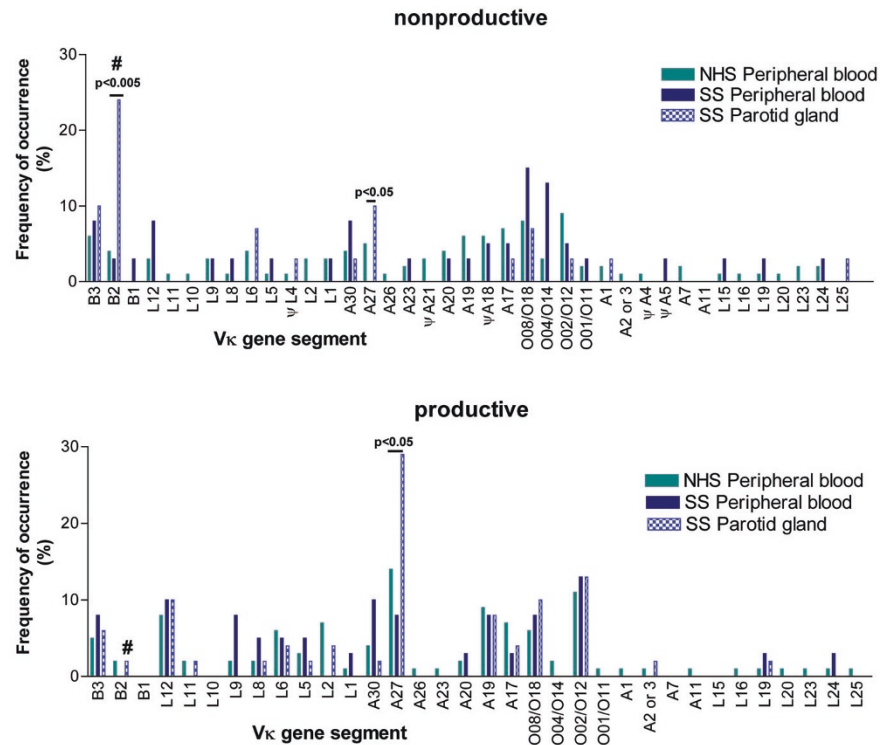 nonproductive
30
20
10
0
Frequency of occurrence
(%)
#
p<0.005
p<0.05
NHS Peripheral blood
SS Peripheral blood
SS Parotid gland
B3
B2
B1
L12
L11
L10
L9
L8
L6
L5
ψ L4
L2
L1
A30
A27
A26
A23
ψ A21
A20
A19
ψ A18
A17
O08/O18
O04/O14
O02/O12
O01/O11
A1
A2 or 3
ψ A4
ψ A5
A7
A11
L15
L16
L19
L20
L23
L24
L25
Vκ gene segment
productive
30
20
10
0
Frequency of occurrence
(%)
#
p<0.05
NHS Peripheral blood
SS Peripheral blood
SS Parotid gland
B3
B2
B1
L12
L11
L10
L9
L8
L6
L5
L2
L1
A30
A27
A26
A23
A20
A19
A17
O08/O18
O04/O14
O02/O12
O01/O11
A1
A2 or 3
A7
A11
L15
L16
L19
L20
L23
L24
L25
Vκ gene segment